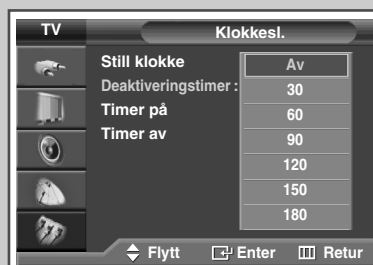 TV
Klokkesl.
Still klokke
Deaktiveringstimer :
Timer på
Timer av
Av
30
60
90
120
150
180
Flytt Enter Retur